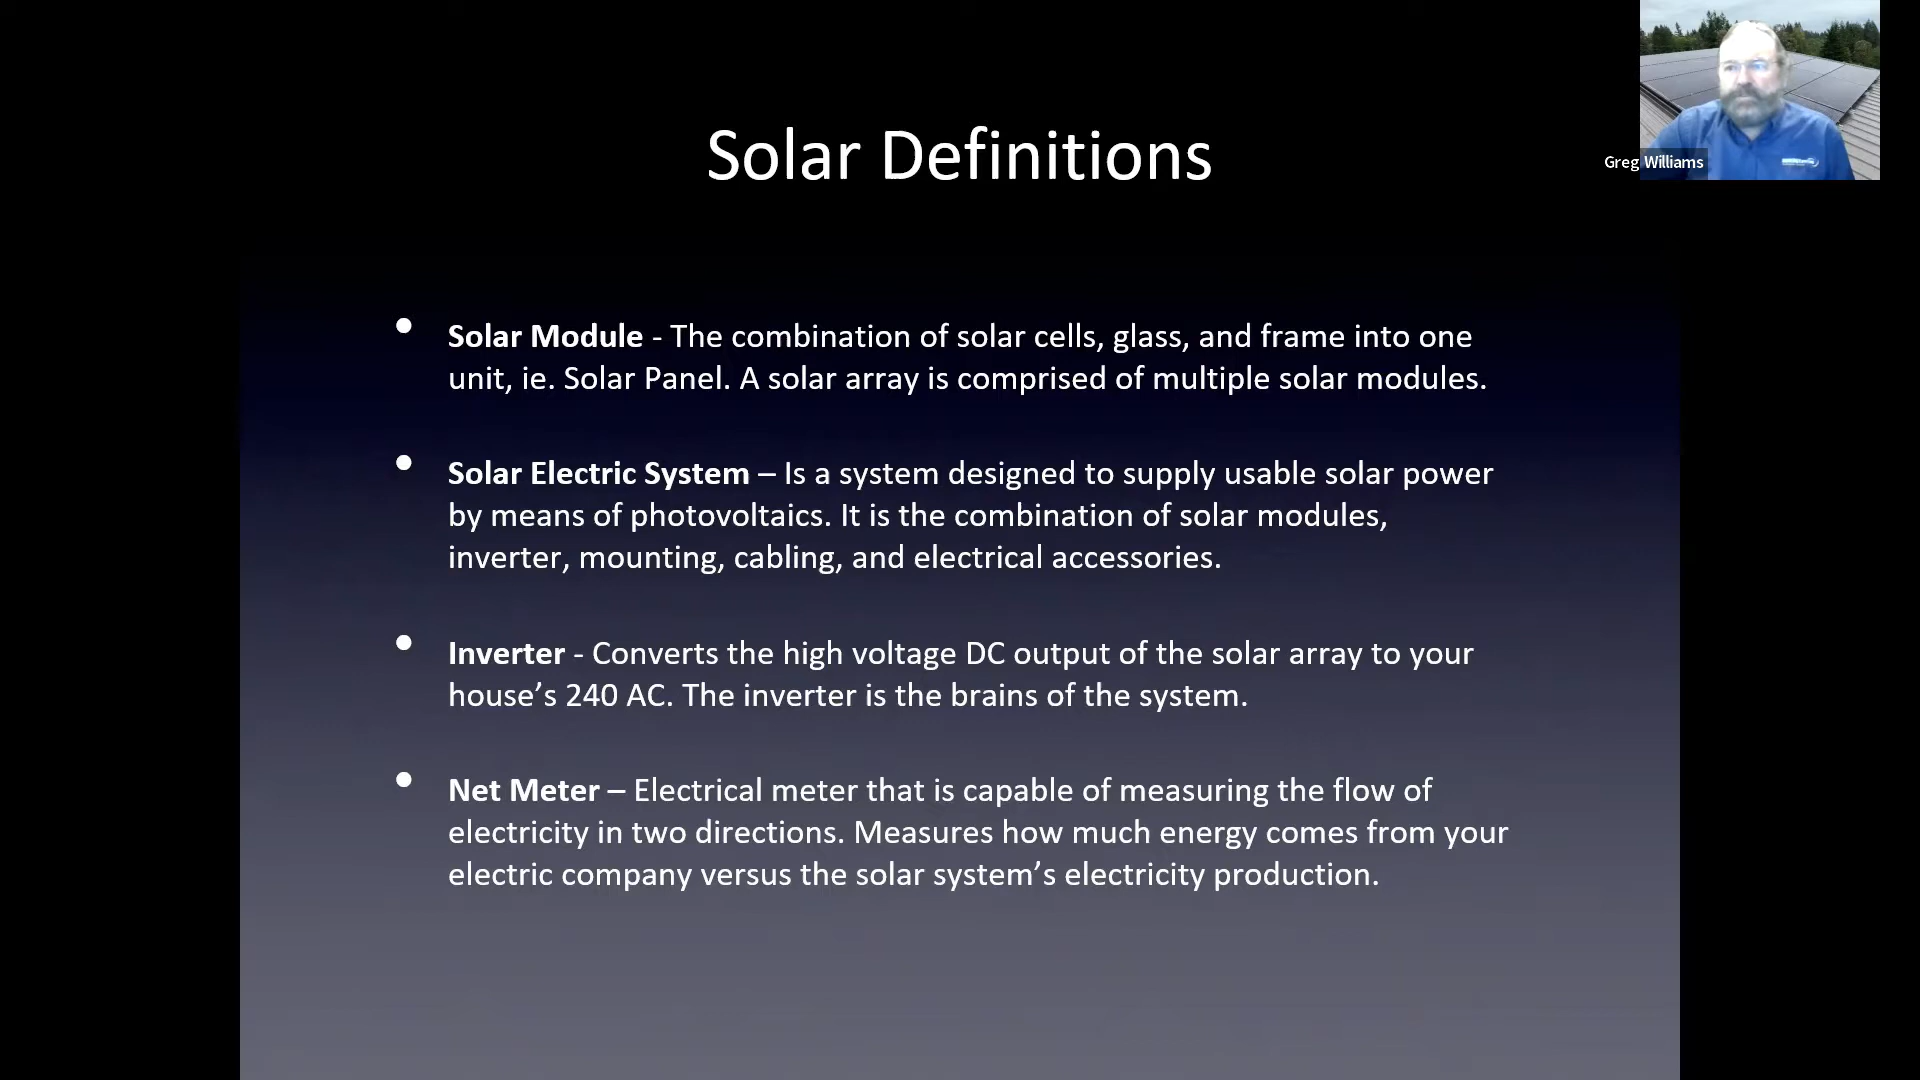 Solar Definitions
Greg Williams
• Solar Module - The combination of solar cells, glass, and frame into one
unit, ie. Solar Panel. A solar array is comprised of multiple solar modules.
• Solar Electric System – Is a system designed to supply usable solar power
by means of photovoltaics. It is the combination of solar modules,
inverter, mounting, cabling, and electrical accessories.
• Inverter - Converts the high voltage DC output of the solar array to your
house’s 240 AC. The inverter is the brains of the system.
• Net Meter – Electrical meter that is capable of measuring the flow of
electricity in two directions. Measures how much energy comes from your
electric company versus the solar system’s electricity production.